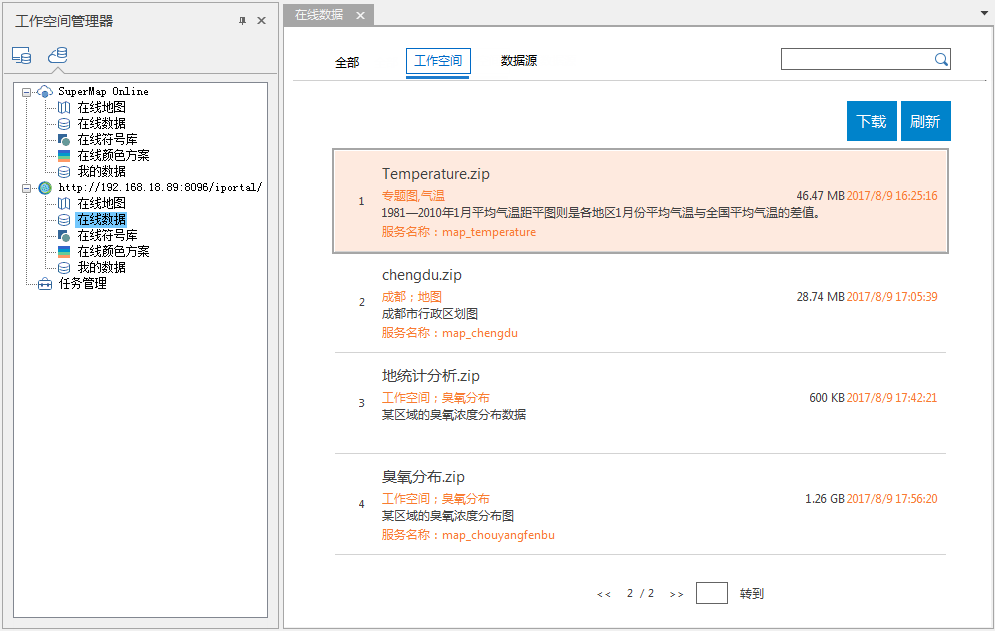 工作空间管理器
SuperMap Online
在线地图
在线数据
在线符号库
在线颜色方案
我的数据
http://192.168.18.89:8096/iportal/
在线地图
在线数据
在线符号库
在线颜色方案
我的数据
任务管理
在线数据
全部 工作空间 数据源
下载 刷新
Temperature.zip
1 专题图,气温 46.47 MB 2017/8/9 16:25:16
1981—2010年1月平均气温距平图则是各地区1月份平均气温与全国平均气温的差值。
服务名称：map_temperature
chengdu.zip
2 成都；地图 28.74 MB 2017/8/9 17:05:39
成都市行政区划图
服务名称：map_chengdu
地统计分析.zip
3 工作空间；臭氧分布 600 KB 2017/8/9 17:42:21
某区域的臭氧浓度分布数据
臭氧分布.zip
4 工作空间；臭氧分布 1.26 GB 2017/8/9 17:56:20
某区域的臭氧浓度分布图
服务名称：map_chouyangfenbu
<< 2 / 2 >> 转到